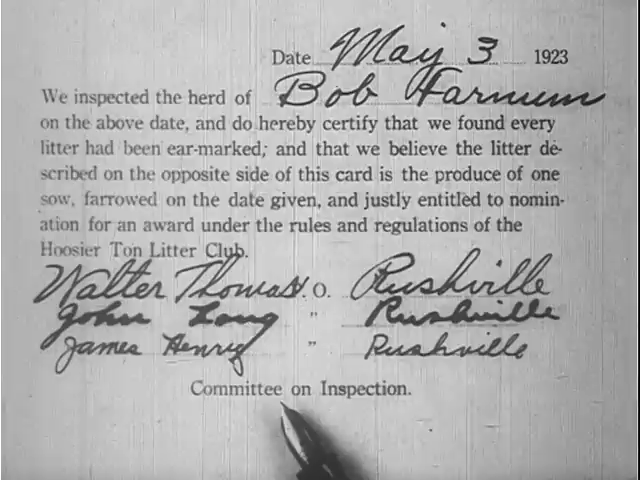 Date May 3 1923
We inspected the herd of Bob Farnum
on the above date, and do hereby certify that we found every
litter had been ear-marked; and that we believe the litter de-
scribed on the opposite side of this card is the produce of one
sow, farrowed on the date given, and justly entitled to nomin-
ation for an award under the rules and regulations of the
Hoosier Ton Litter Club.
Walter Thomas . O. Rushville
John Long " Rushville
James Henry " Rushville
Committee on Inspection.